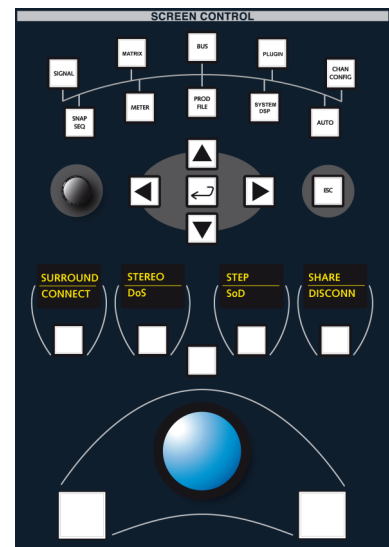 SCREEN CONTROL
BUS
MATRIX
PLUGIN
SIGNAL
CHAN
CONFIG
METER
PROD
FILE
SYSTEM
DSP
SNAP
SEQ
AUTO
ESC
SURROUND
CONNECT
STEREO
DoS
STEP
SoD
SHARE
DISCONN